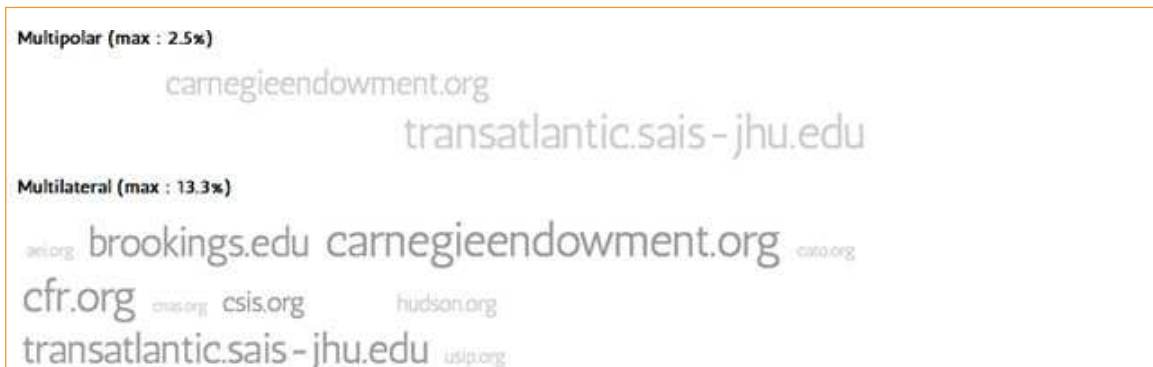 Multipolar (max : 2.5%)
carnegieendowment.org
transatlantic.sais-jhu.edu
Multilateral (max : 13.3%)
aei.org brookings.edu carnegieendowment.org cato.org
cfr.org cnas.org csis.org hudson.org
transatlantic.sais-jhu.edu usip.org